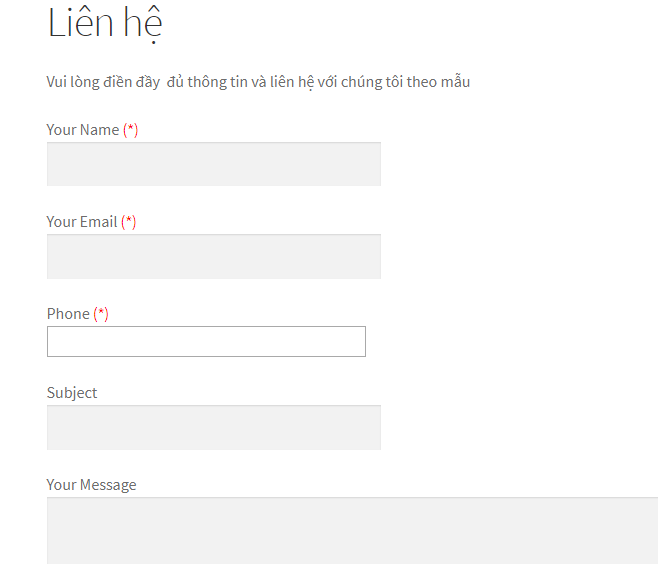 Liên hệ
Vui lòng điền đầy đủ thông tin và liên hệ với chúng tôi theo mẫu
Your Name (*)
Your Email (*)
Phone (*)
Subject
Your Message